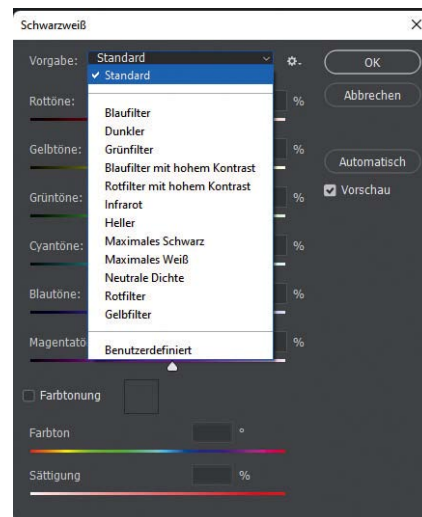 Schwarzweiß
Vorgabe: Standard
Standard
Blaufilter
Dunkler
Grünfilter
Blaufilter mit hohem Kontrast
Rotfilter mit hohem Kontrast
Infrarot
Heller
Maximales Schwarz
Maximales Weiß
Neutrale Dichte
Rotfilter
Gelbfilter
Benutzerdefiniert
Rottöne: %
Gelbtöne: %
Grüntöne: %
Cyantöne: %
Blautöne: %
Magentatö %
Farbtonung
Farbton °
Sättigung %
OK
Abbrechen
Automatisch
Vorschau